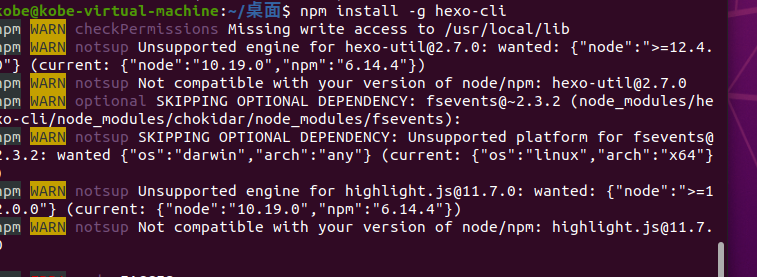 kobe@kobe-virtual-machine:~/桌面$ npm install -g hexo-cli
npm WARN checkPermissions Missing write access to /usr/local/lib
npm WARN notsup Unsupported engine for hexo-util@2.7.0: wanted: {"node":">=12.4.
0"} (current: {"node":"10.19.0","npm":"6.14.4"})
npm WARN notsup Not compatible with your version of node/npm: hexo-util@2.7.0
npm WARN optional SKIPPING OPTIONAL DEPENDENCY: fsevents@~2.3.2 (node_modules/he
xo-cli/node_modules/chokidar/node_modules/fsevents):
npm WARN notsup SKIPPING OPTIONAL DEPENDENCY: Unsupported platform for fsevents@
2.3.2: wanted {"os":"darwin","arch":"any"} (current: {"os":"linux","arch":"x64"}
)
npm WARN notsup Unsupported engine for highlight.js@11.7.0: wanted: {"node":">=1
2.0.0"} (current: {"node":"10.19.0","npm":"6.14.4"})
npm WARN notsup Not compatible with your version of node/npm: highlight.js@11.7.
0